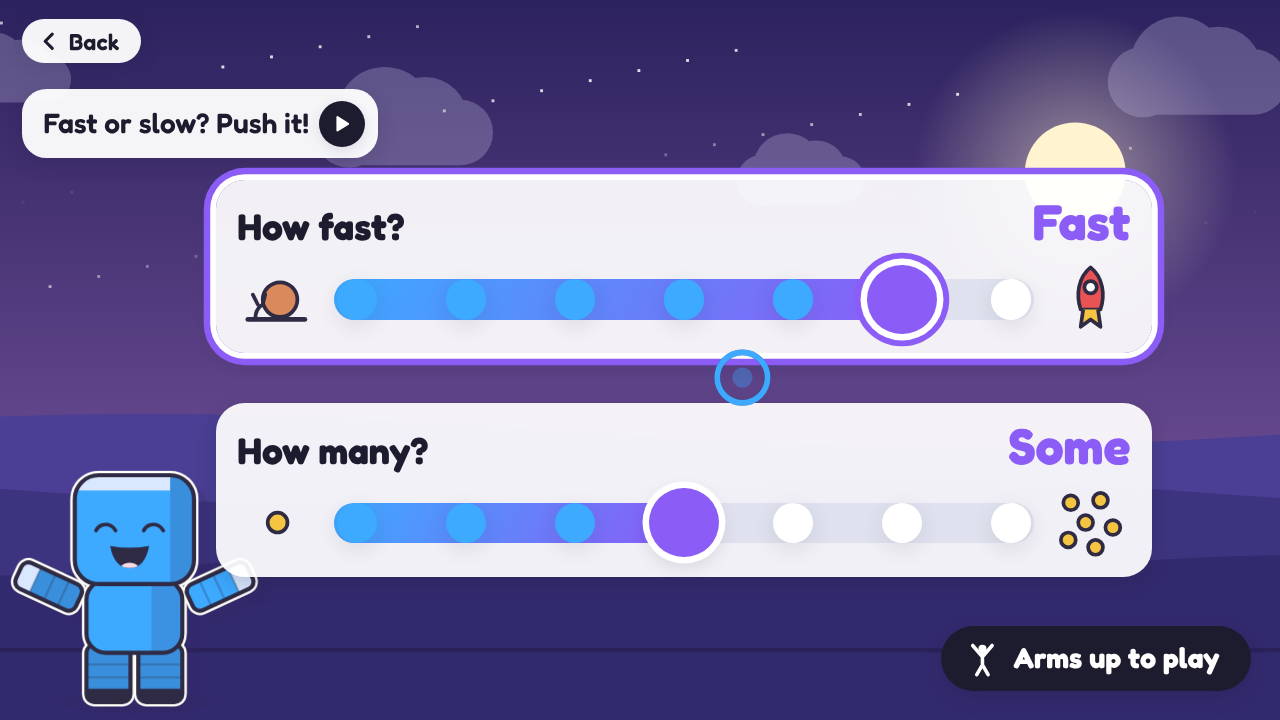 Back
Fast or slow? Push it!
How fast?
Fast
How many?
Some
Arms up to play